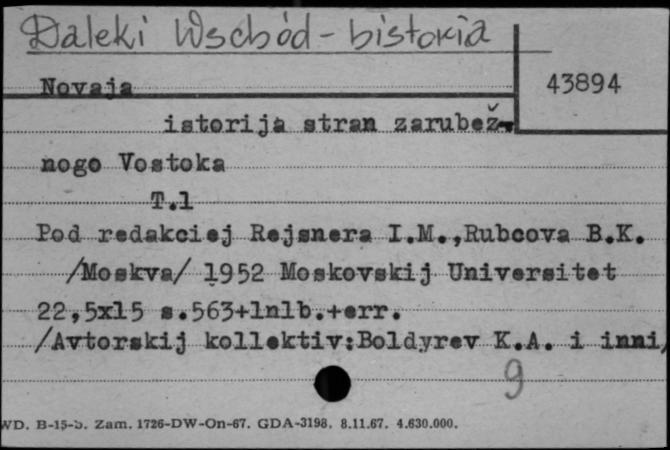 Daleki Wschód - historia
Novaja
43894
istorija stran zarubež-
nogo Vostoka
T.1
Pod redakciej Rejsnera I.M.,Rubcova B.K.
/Moskva/ 1952 Moskovskij Universitet
22,5x15 s.563+1nlb.+err.
/Avtorskij kollektiv:Boldyrev K.A. i inni/
9
WD. B-15-b. Zam. 1726-DW-On-67. GDA-3198. 8.11.67. 4.630.000.